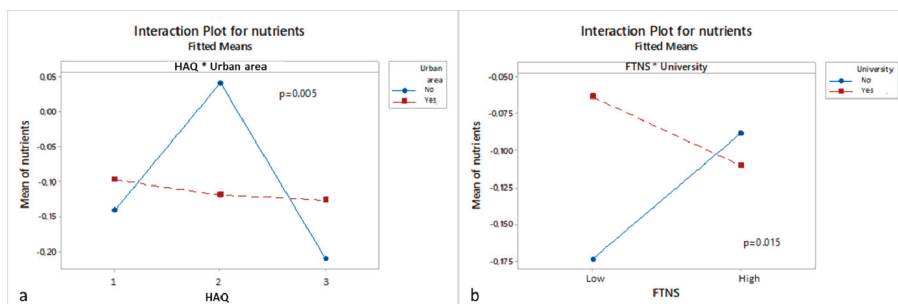 Interaction Plot for nutrients
Fitted Means
HAQ * Urban area
Urban
area
No
Yes
p=0.005
Mean of nutrients
0,05
0,00
-0,05
-0,10
-0,15
-0,20
1 2 3
HAQ
a
Interaction Plot for nutrients
Fitted Means
FTNS * University
University
No
Yes
p=0.015
Mean of nutrients
-0,050
-0,075
-0,100
-0,125
-0,150
-0,175
Low High
FTNS
b